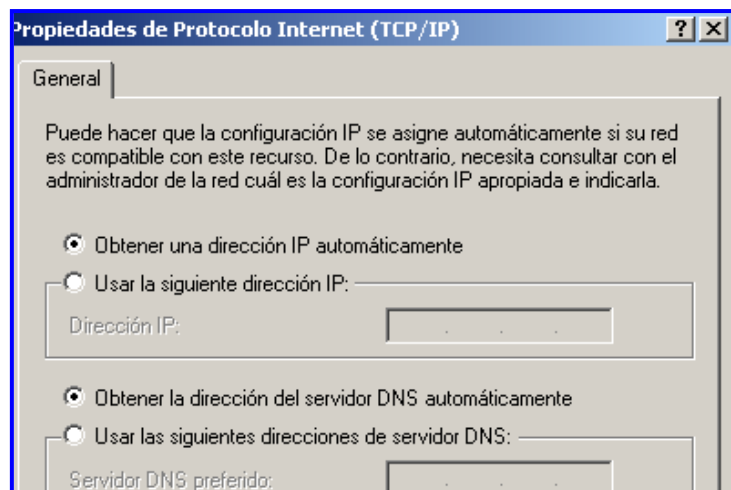 Propiedades de Protocolo Internet (TCP/IP)
General
Puede hacer que la configuración IP se asigne automáticamente si su red
es compatible con este recurso. De lo contrario, necesita consultar con el
administrador de la red cuál es la configuración IP apropiada e indicarla.
Obtener una dirección IP automáticamente
Usar la siguiente dirección IP:
Dirección IP:
Obtener la dirección del servidor DNS automáticamente
Usar las siguientes direcciones de servidor DNS:
Servidor DNS preferido: